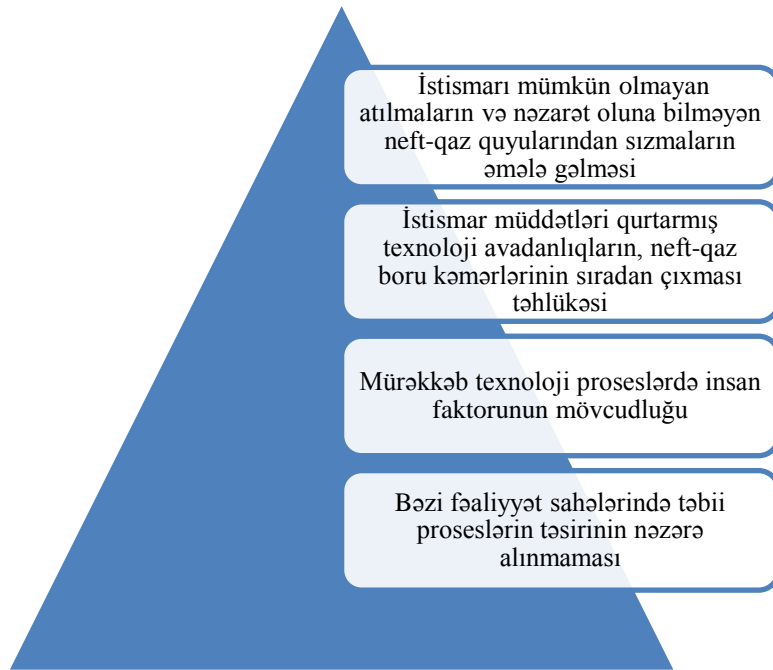 İstismarı mümkün olmayan
atılmaların və nəzarət oluna bilməyən
neft-qaz quyularından sızmaların
əmələ gəlməsi
İstismar müddətləri qurtarmış
texnoloji avadanlıqların, neft-qaz
boru kəmərlərinin sıradan çıxması
təhlükəsi
Mürəkkəb texnoloji proseslərdə insan
faktorunun mövcudluğu
Bəzi fəaliyyət sahələrində təbii
proseslərin təsirinin nəzərə
alınmaması